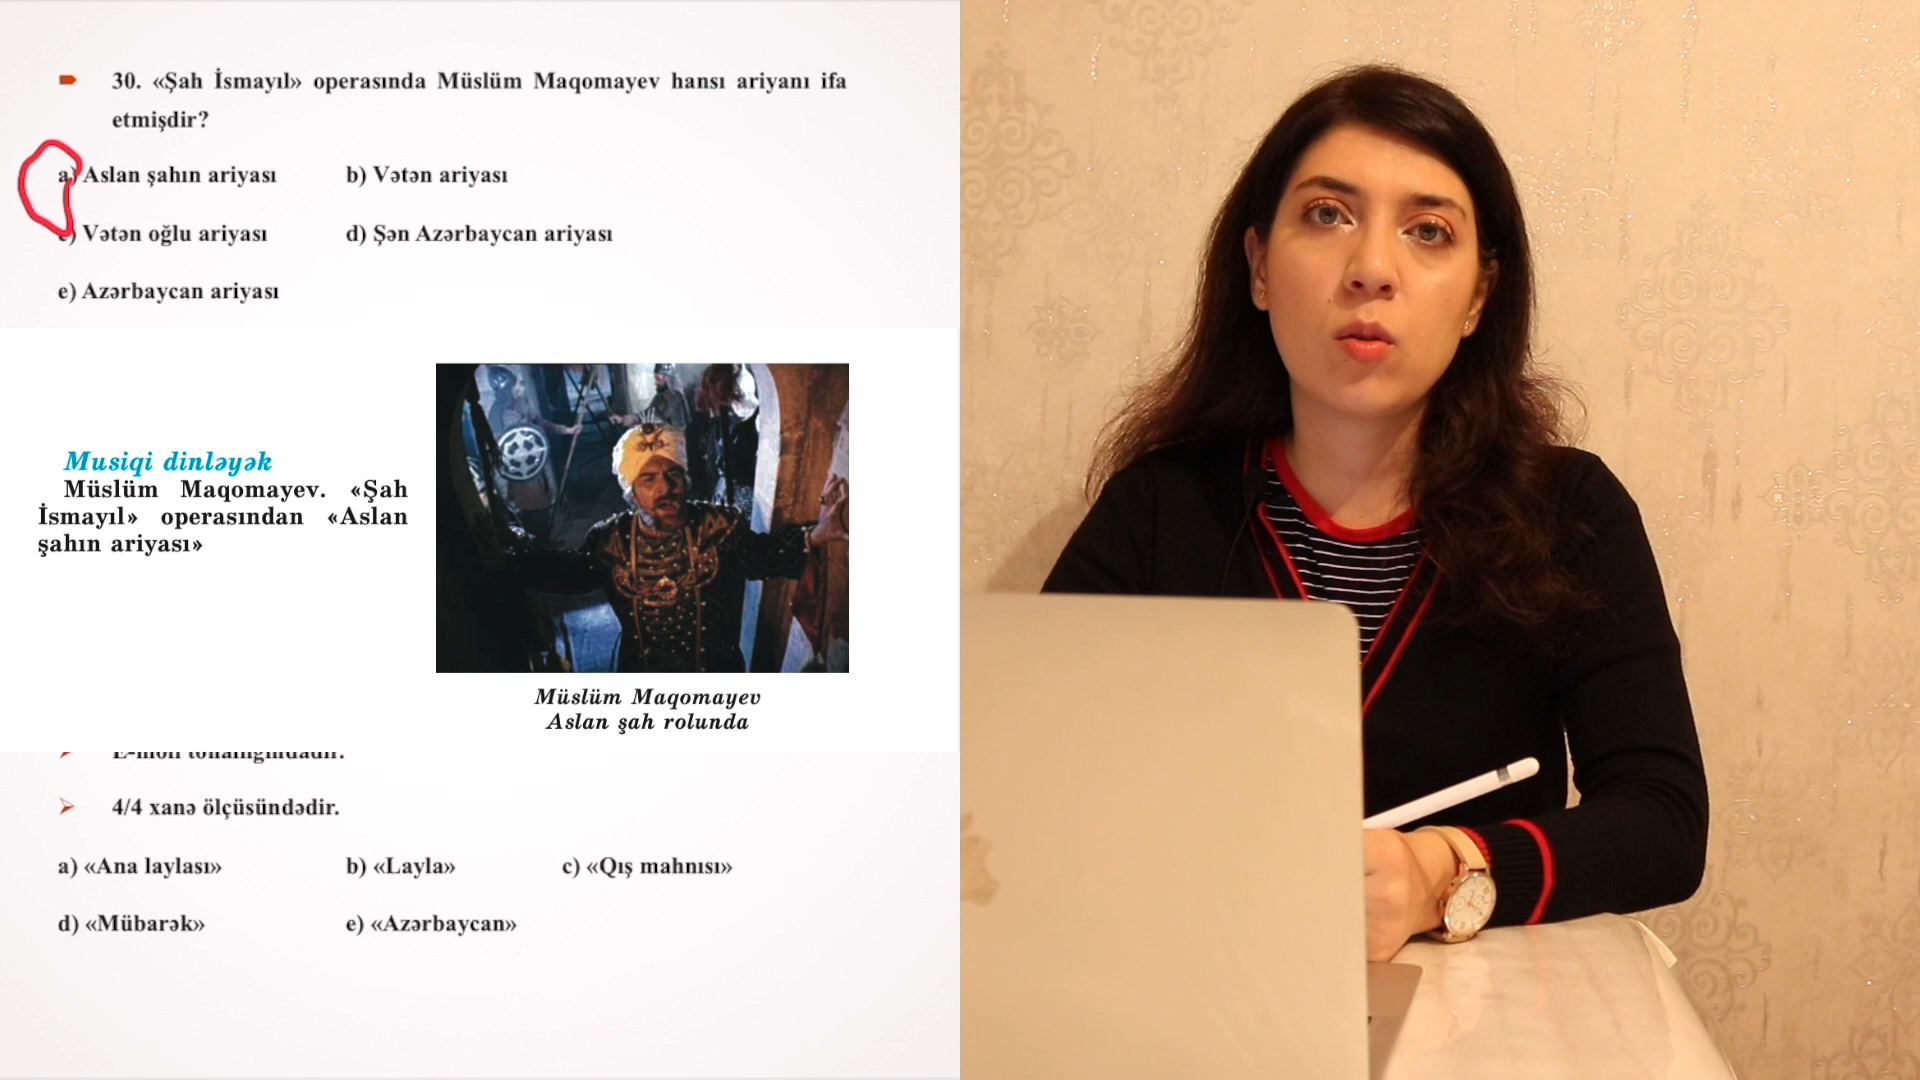 30. «Şah İsmayıl» operasında Müslüm Maqomayev hansı ariyanı ifa
etmişdir?
a) Aslan şahın ariyası b) Vətən ariyası
c) Vətən oğlu ariyası d) Şən Azərbaycan ariyası
e) Azərbaycan ariyası
Musiqi dinləyək
Müslüm Maqomayev. «Şah
İsmayıl» operasından «Aslan
şahın ariyası»
Müslüm Maqomayev
Aslan şah rolunda
E-moll tonallığındadır.
4/4 xanə ölçüsündədir.
a) «Ana laylası» b) «Layla» c) «Qış mahnısı»
d) «Mübarək» e) «Azərbaycan»